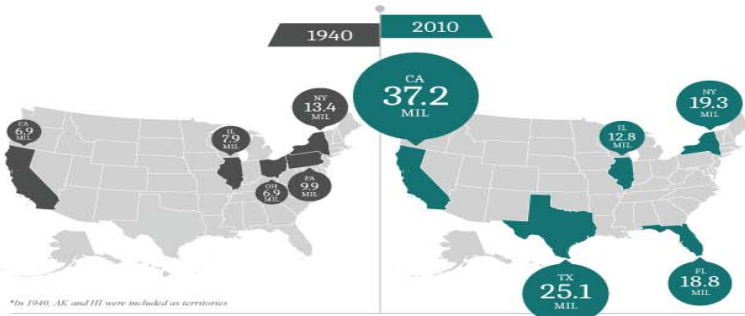 1940
2010
CA
6.9
MIL
IL
7.9
MIL
NY
13.4
MIL
OH
6.9
MIL
PA
9.9
MIL
CA
37.2
MIL
IL
12.8
MIL
NY
19.3
MIL
TX
25.1
MIL
FL
18.8
MIL
*In 1940, AK and HI were included as territories